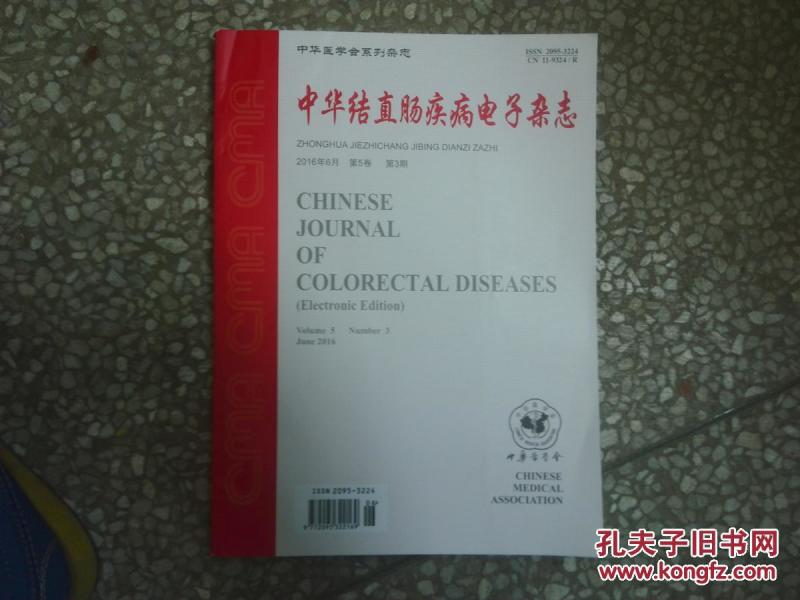 中华医学会系列杂志
ISSN 2095-3224
CN 11-9324 / R
中华结直肠疾病电子杂志
ZHONGHUA JIEZHICHANG JIBING DIANZI ZAZHI
2016年6月 第5卷 第3期
CHINESE
JOURNAL
OF
COLORECTAL DISEASES
(Electronic Edition)
Volume 5 Number 3
June 2016
CMA CMA CMA
中华医学会
CHINESE
MEDICAL
ASSOCIATION
ISSN 2095-3224
9 772095 322169
孔夫子旧书网
www.kongfz.com